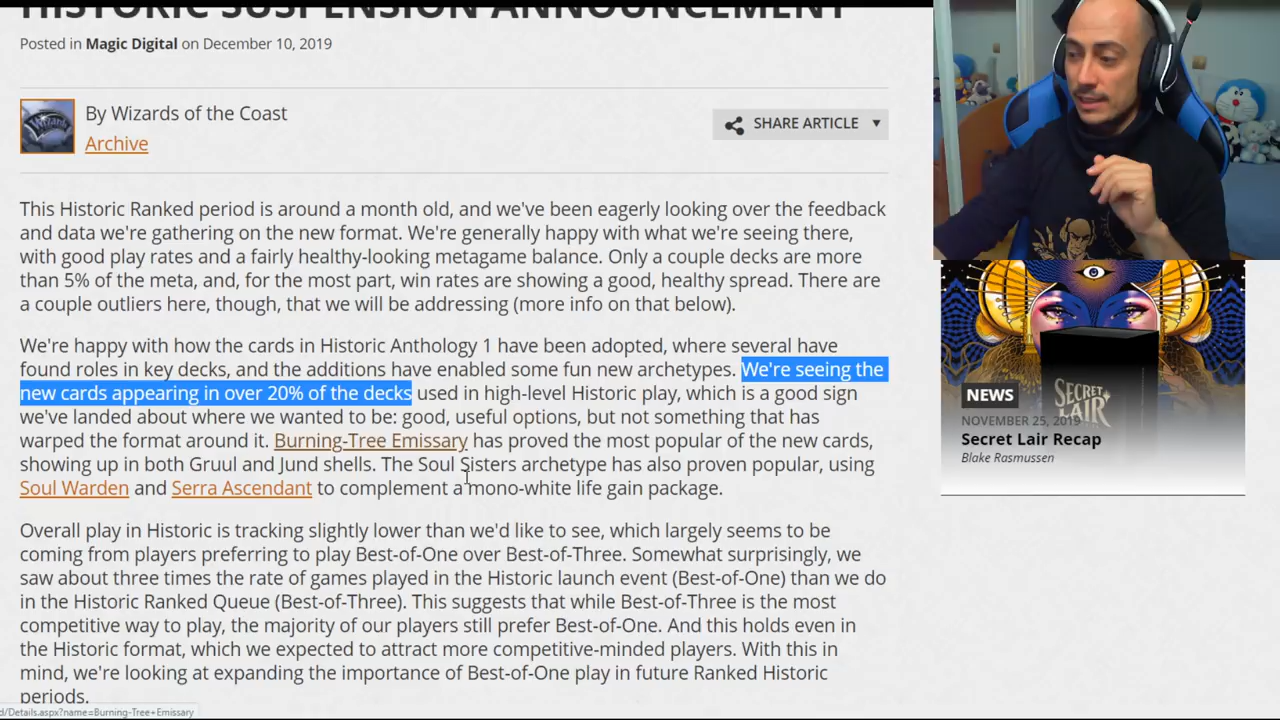 HISTORIC SUSPENSION ANNOUNCEMENT
Posted in Magic Digital on December 10, 2019
By Wizards of the Coast
Archive
SHARE ARTICLE
This Historic Ranked period is around a month old, and we've been eagerly looking over the feedback
and data we're gathering on the new format. We're generally happy with what we're seeing there,
with good play rates and a fairly healthy-looking metagame balance. Only a couple decks are more
than 5% of the meta, and, for the most part, win rates are showing a good, healthy spread. There are
a couple outliers here, though, that we will be addressing (more info on that below).
We're happy with how the cards in Historic Anthology 1 have been adopted, where several have
found roles in key decks, and the additions have enabled some fun new archetypes. We're seeing the
new cards appearing in over 20% of the decks used in high-level Historic play, which is a good sign
we've landed about where we wanted to be: good, useful options, but not something that has
warped the format around it. Burning-Tree Emissary has proved the most popular of the new cards,
showing up in both Gruul and Jund shells. The Soul Sisters archetype has also proven popular, using
Soul Warden and Serra Ascendant to complement a mono-white life gain package.
Overall play in Historic is tracking slightly lower than we'd like to see, which largely seems to be
coming from players preferring to play Best-of-One over Best-of-Three. Somewhat surprisingly, we
saw about three times the rate of games played in the Historic launch event (Best-of-One) than we do
in the Historic Ranked Queue (Best-of-Three). This suggests that while Best-of-Three is the most
competitive way to play, the majority of our players still prefer Best-of-One. And this holds even in
the Historic format, which we expected to attract more competitive-minded players. With this in
mind, we're looking at expanding the importance of Best-of-One play in future Ranked Historic
periods.
SECRET
LAIR
NEWS
NOVEMBER 25, 2019
Secret Lair Recap
Blake Rasmussen
d/Details.aspx?name=Burning-Tree+Emissary